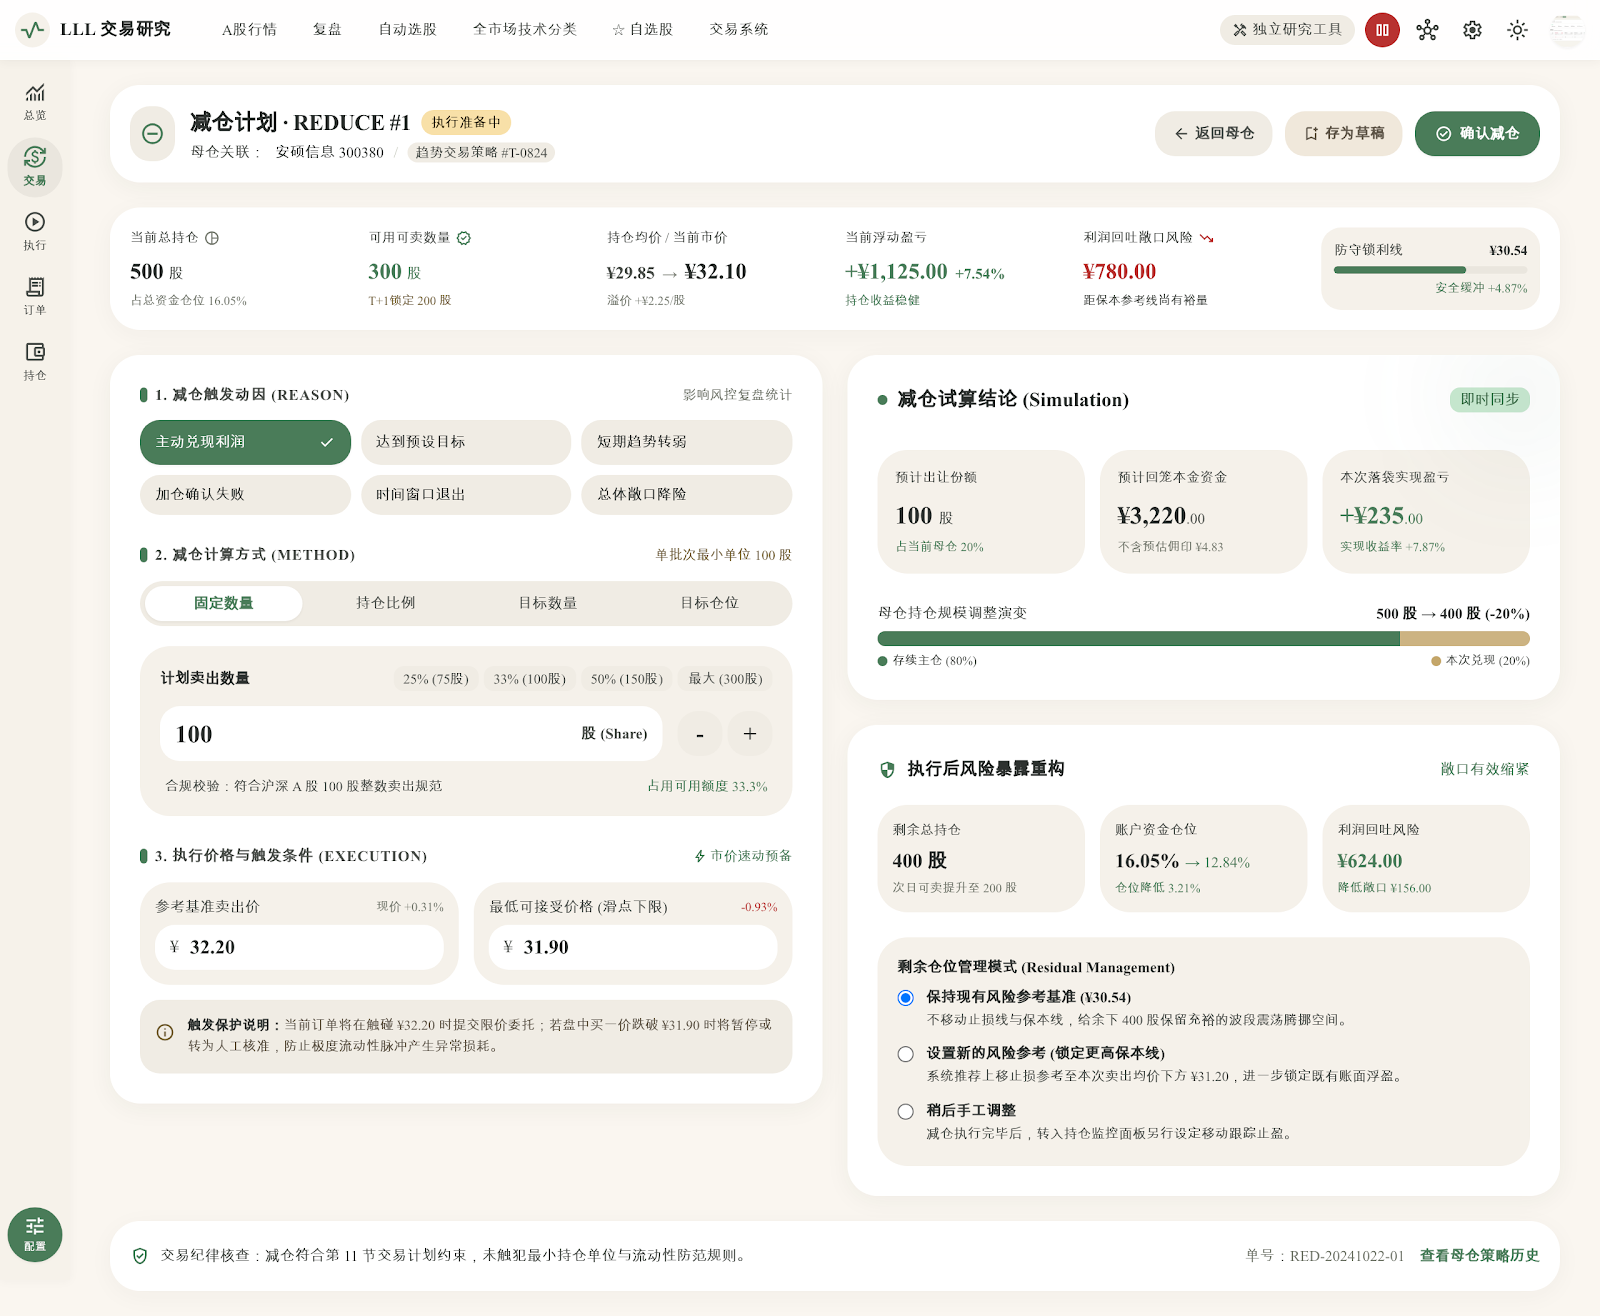 LLL 交易研究
A股行情
复盘
自动选股
全市场技术分类
☆ 自选股
交易系统
独立研究工具
总览
交易
执行
订单
持仓
配置
减仓计划 · REDUCE #1
执行准备中
母仓关联：
安硕信息 300380
/
趋势交易策略 #T-0824
← 返回母仓
存为草稿
确认减仓
当前总持仓
500 股
占总资金仓位 16.05%
可用可卖数量
300 股
T+1锁定 200 股
持仓均价 / 当前市价
¥29.85 → ¥32.10
溢价 +¥2.25/股
当前浮动盈亏
+¥1,125.00 +7.54%
持仓收益稳健
利润回吐敞口风险
¥780.00
距保本参考线尚有裕量
防守锁利线
¥30.54
安全缓冲 +4.87%
1. 减仓触发动因 (REASON)
影响风控复盘统计
主动兑现利润
达到预设目标
短期趋势转弱
加仓确认失败
时间窗口退出
总体敞口降险
2. 减仓计算方式 (METHOD)
单批次最小单位 100 股
固定数量
持仓比例
目标数量
目标仓位
计划卖出数量
25% (75股)
33% (100股)
50% (150股)
最大 (300股)
100
股 (Share)
-
+
合规校验：符合沪深 A 股 100 股整数卖出规范
占用可用额度 33.3%
3. 执行价格与触发条件 (EXECUTION)
市价速动预备
参考基准卖出价
现价 +0.31%
¥ 32.20
最低可接受价格 (滑点下限)
-0.93%
¥ 31.90
触发保护说明：当前订单将在触碰 ¥32.20 时提交限价委托；若盘中买一价跌破 ¥31.90 时将暂停或
转为人工核准，防止极度流动性脉冲产生异常损耗。
减仓试算结论 (Simulation)
即时同步
预计出让份额
100 股
占当前母仓 20%
预计回笼本金资金
¥3,220.00
不含预估佣印 ¥4.83
本次落袋实现盈亏
+¥235.00
实现收益率 +7.87%
母仓持仓规模调整演变
500 股 → 400 股 (-20%)
存续主仓 (80%)
本次兑现 (20%)
执行后风险暴露重构
敞口有效缩紧
剩余总持仓
400 股
次日可卖提升至 200 股
账户资金仓位
16.05% → 12.84%
仓位降低 3.21%
利润回吐风险
¥624.00
降低敞口 ¥156.00
剩余仓位管理模式 (Residual Management)
保持现有风险参考基准 (¥30.54)
不移动止损线与保本线，给余下 400 股保留充裕的波段震荡腾挪空间。
设置新的风险参考 (锁定更高保本线)
系统推荐上移止损参考至本次卖出均价下方 ¥31.20，进一步锁定既有账面浮盈。
稍后手工调整
减仓执行完毕后，转入持仓监控面板另行设定移动跟踪止盈。
交易纪律核查：减仓符合第 11 节交易计划约束，未触犯最小持仓单位与流动性防范规则。
单号：RED-20241022-01
查看母仓策略历史